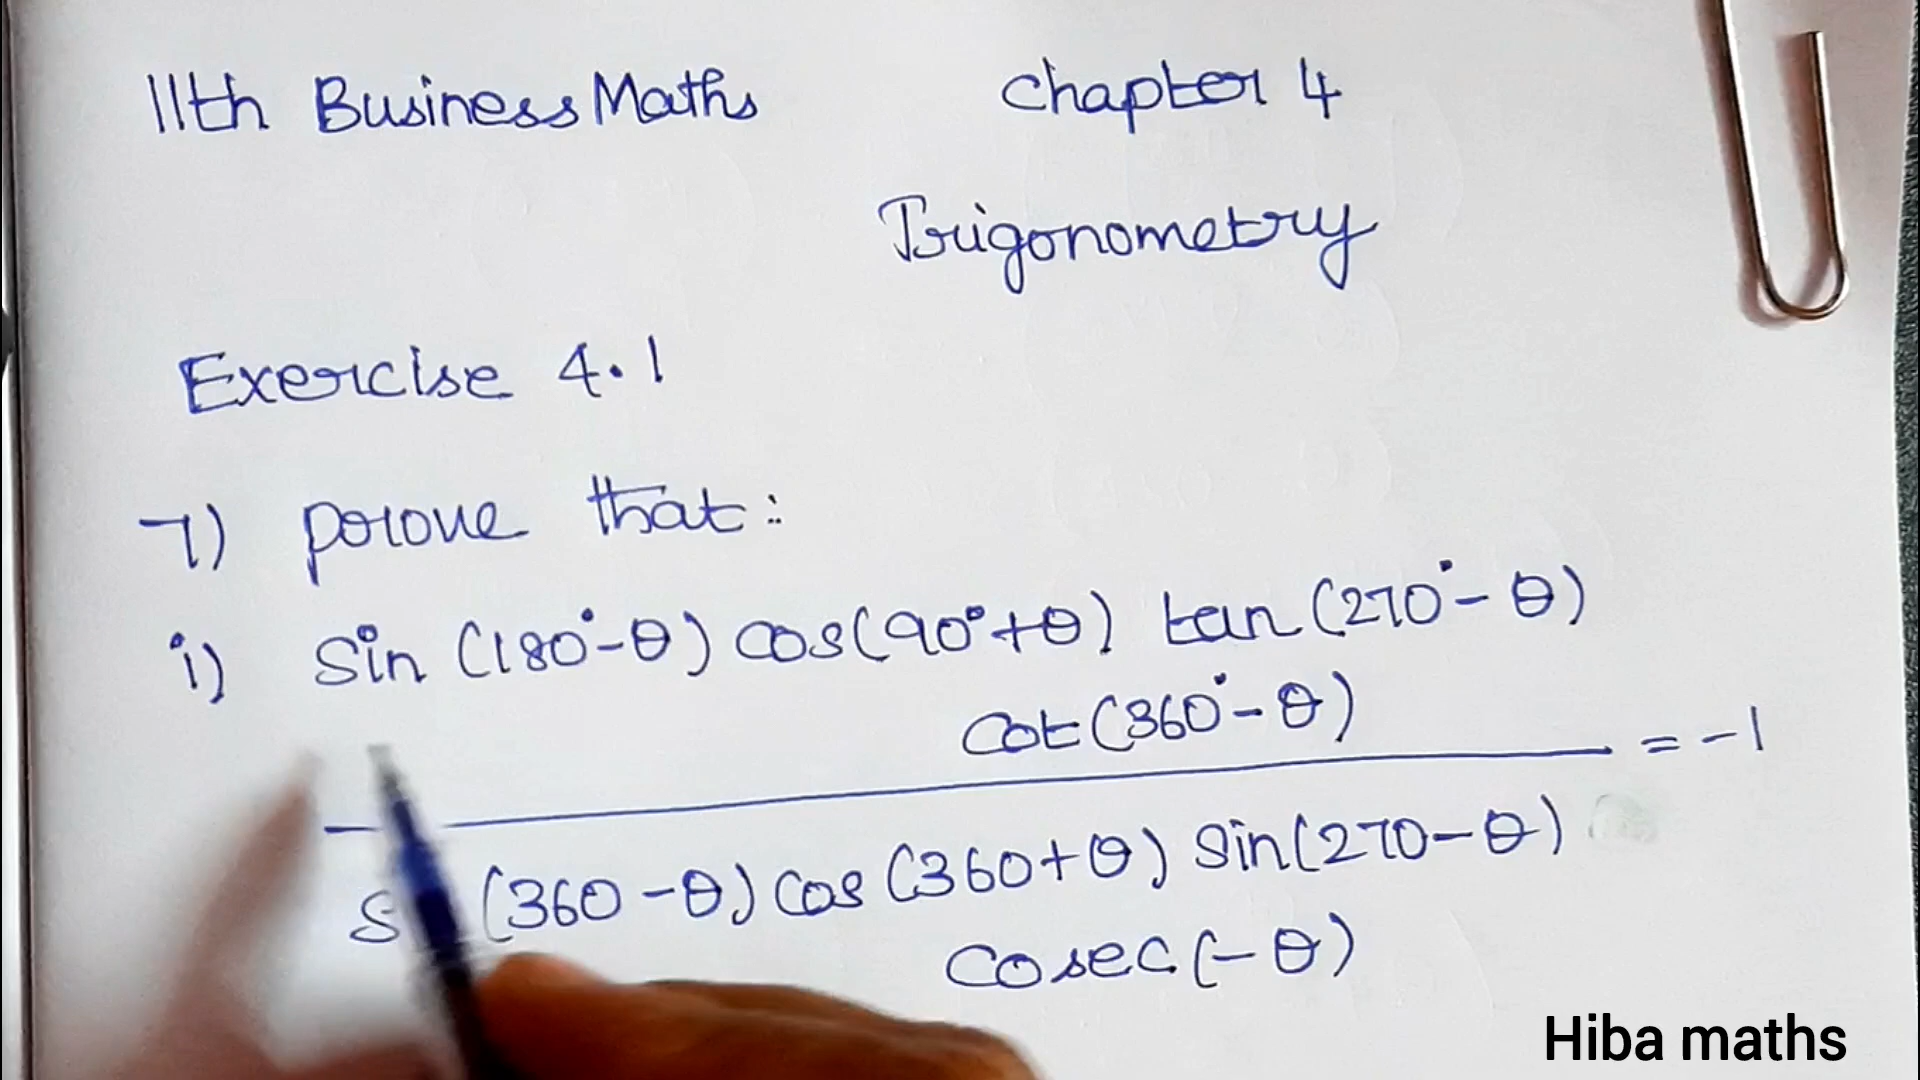 11th Business Maths Chapter 4
Trigonometry
Exercise 4.1
7) prove that:
i) Sin (180°-θ) cos(90°+θ) tan (270°-θ)
Cot (360°-θ)
= -1
(360-θ) Cos (360+θ) Sin(270-θ)
Cosec (-θ)
Hiba maths